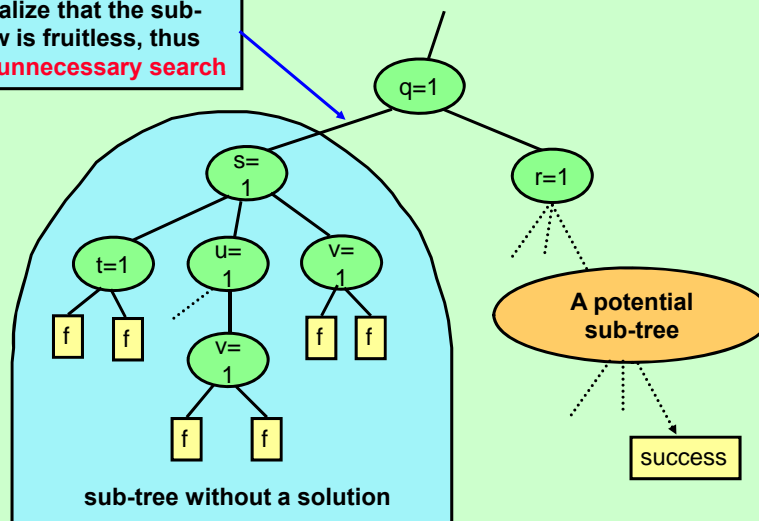 alize that the sub-
w is fruitless, thus
unnecessary search
q=1
s=
1
r=1
t=1
u=
1
v=
1
A potential
sub-tree
f
f
f
f
v=
1
f
f
success
sub-tree without a solution